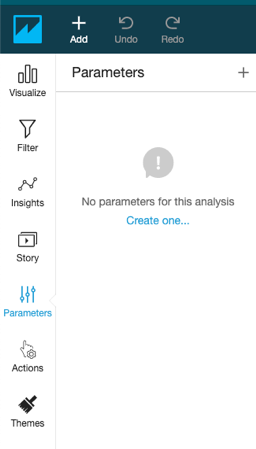 Add
Undo
Redo
Visualize
Filter
Insights
Story
Parameters
Actions
Themes
Parameters
No parameters for this analysis
Create one...